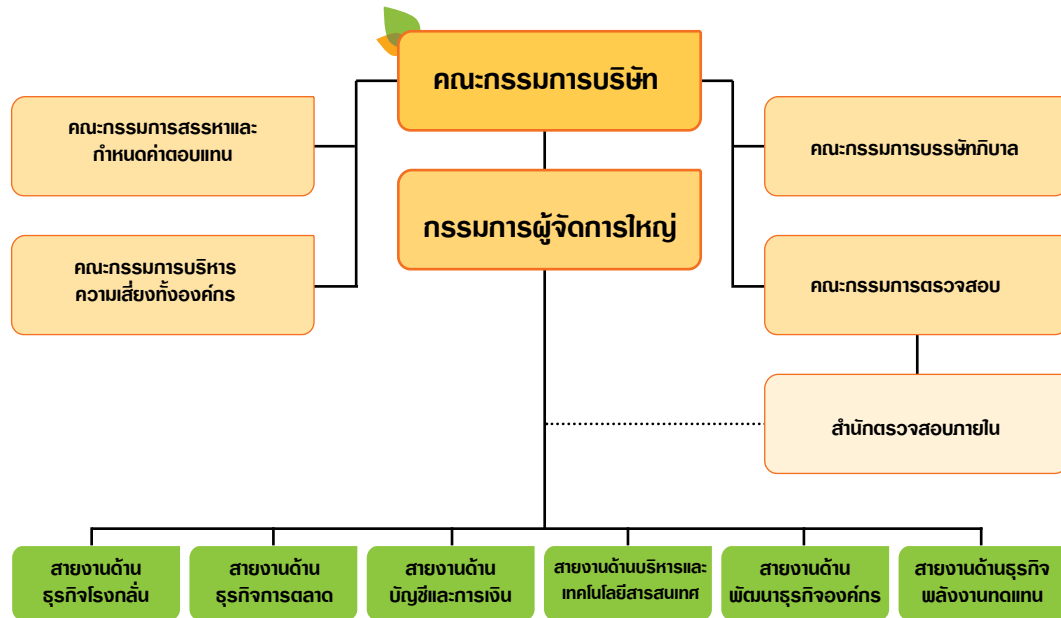 คณะกรรมการบริษัท
คณะกรรมการสรรหาและ
กำหนดค่าตอบแทน
คณะกรรมการบรรษัทภิบาล
กรรมการผู้จัดการใหญ่
คณะกรรมการบริหาร
ความเสี่ยงทั้งองค์กร
คณะกรรมการตรวจสอบ
สำนักตรวจสอบภายใน
สายงานด้าน
ธุรกิจโรงกลั่น
สายงานด้าน
ธุรกิจการตลาด
สายงานด้าน
บัญชีและการเงิน
สายงานด้านบริหารและ
เทคโนโลยีสารสนเทศ
สายงานด้าน
พัฒนาธุรกิจองค์กร
สายงานด้านธุรกิจ
พลังงานทดแทน